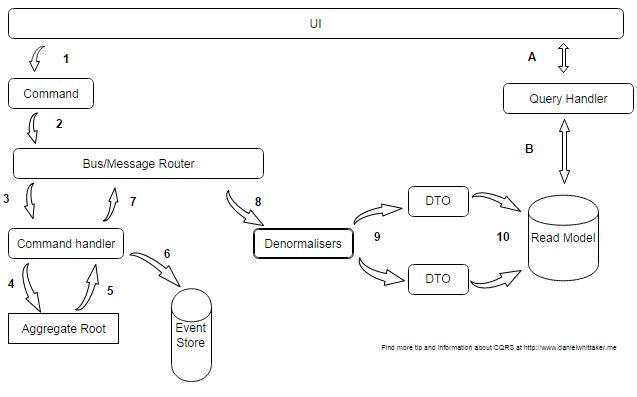 UI
1
A
Command
Query Handler
2
B
Bus/Message Router
3
7
8
DTO
Command handler
Denormalisers
9
10
Read Model
6
4
5
DTO
Aggregate Root
Event
Store
Find more tip and information about CQRS at http://www.danielwhittaker.me